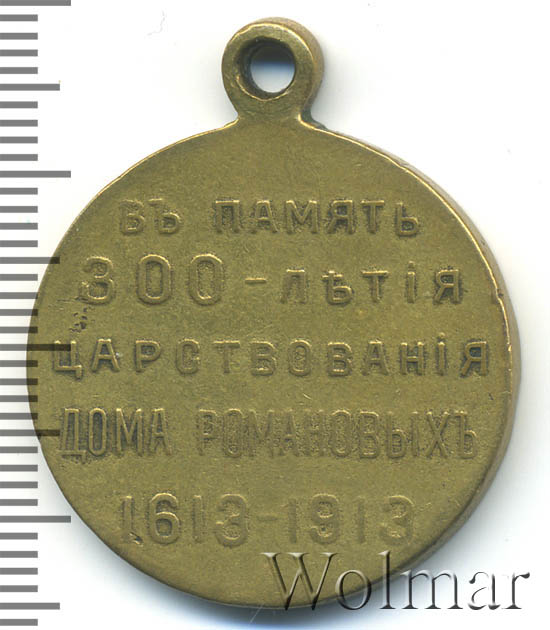 ВЪ ПАМЯТЬ
300-ЛѢТІЯ
ЦАРСТВОВАНІЯ
ДОМА РОМАНОВЫХЪ
1613-1913
Wolmar